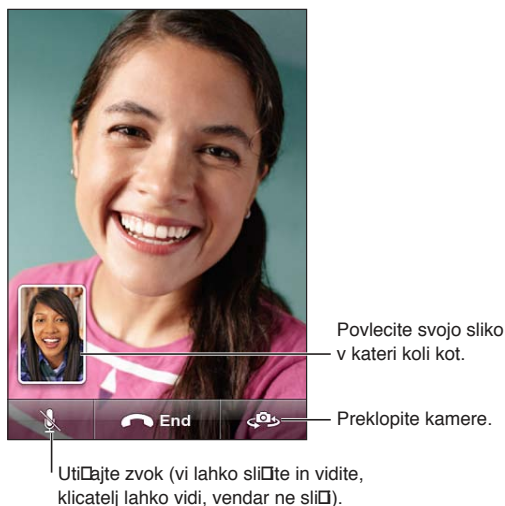 Povlecite svojo sliko
v kateri koli kot.
End
Preklopite kamere.
Uti□ajte zvok (vi lahko sli□ite in vidite,
klicatelj lahko vidi, vendar ne sli□i).